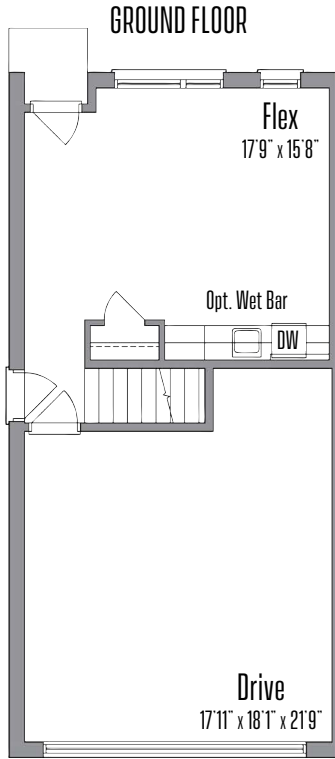 GROUND FLOOR
Flex
17'9" x 15'8"
Opt. Wet Bar
DW
Drive
17'11" x 18'1" x 21'9"